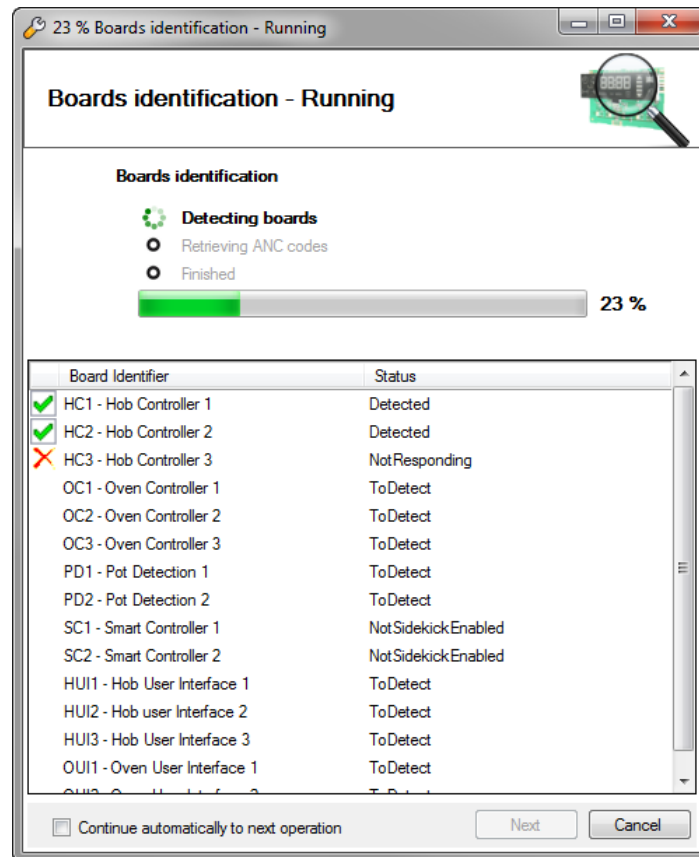 23 % Boards identification - Running
Boards identification - Running
Boards identification
Detecting boards
Retrieving ANC codes
Finished
23 %
Board Identifier Status
HC1 - Hob Controller 1 Detected
HC2 - Hob Controller 2 Detected
HC3 - Hob Controller 3 NotResponding
OC1 - Oven Controller 1 ToDetect
OC2 - Oven Controller 2 ToDetect
OC3 - Oven Controller 3 ToDetect
PD1 - Pot Detection 1 ToDetect
PD2 - Pot Detection 2 ToDetect
SC1 - Smart Controller 1 NotSidekickEnabled
SC2 - Smart Controller 2 NotSidekickEnabled
HUI1 - Hob User Interface 1 ToDetect
HUI2 - Hob user interface 2 ToDetect
HUI3 - Hob User Interface 3 ToDetect
OUI1 - Oven User Interface 1 ToDetect
Continue automatically to next operation Next Cancel